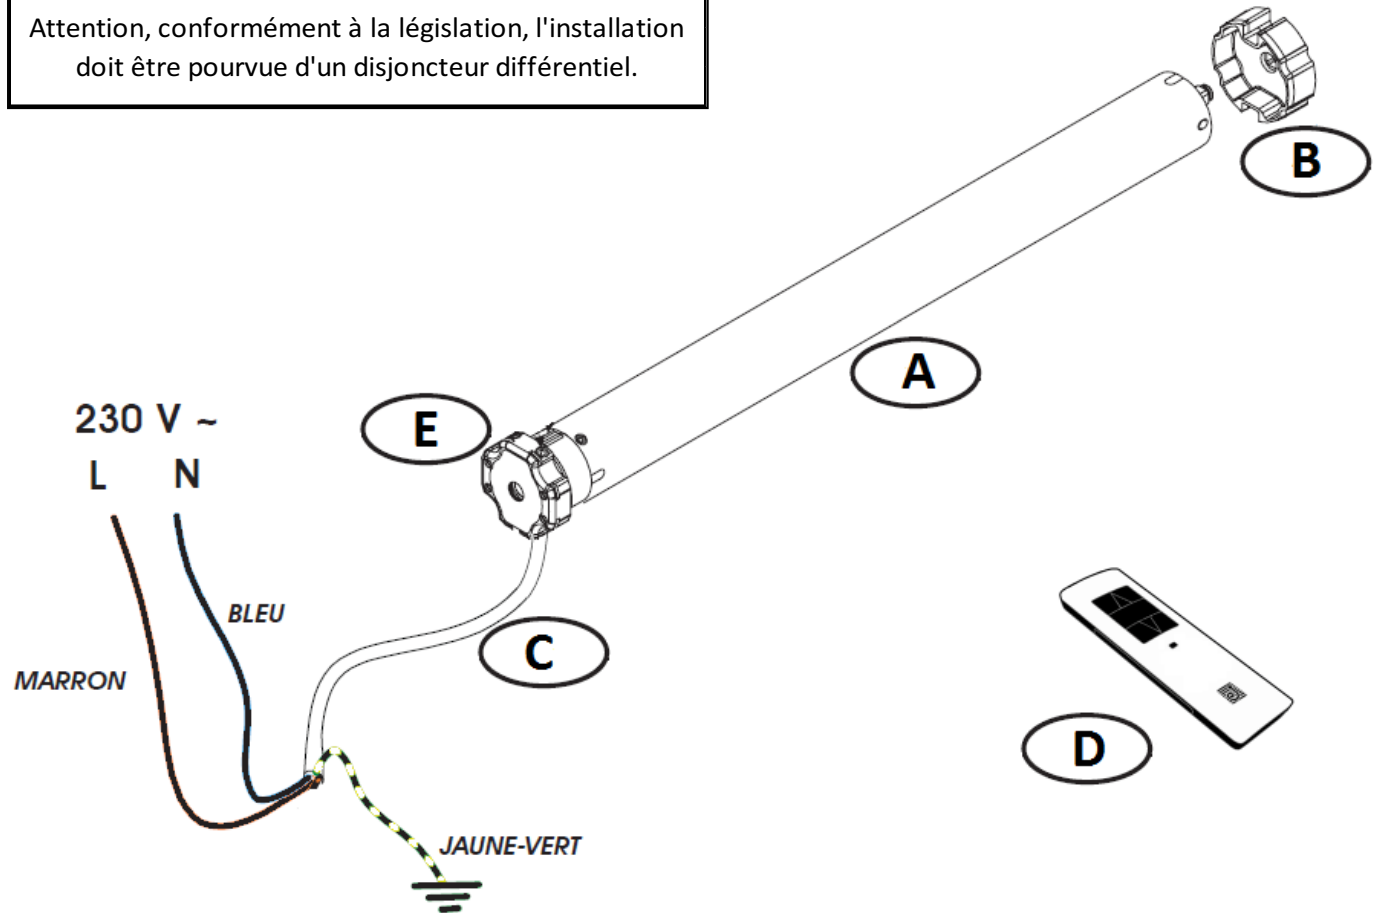 Attention, conformément à la législation, l'installation
doit être pourvue d'un disjoncteur différentiel.
B
A
E
230 V ~
L N
BLEU
C
MARRON
D
JAUNE-VERT